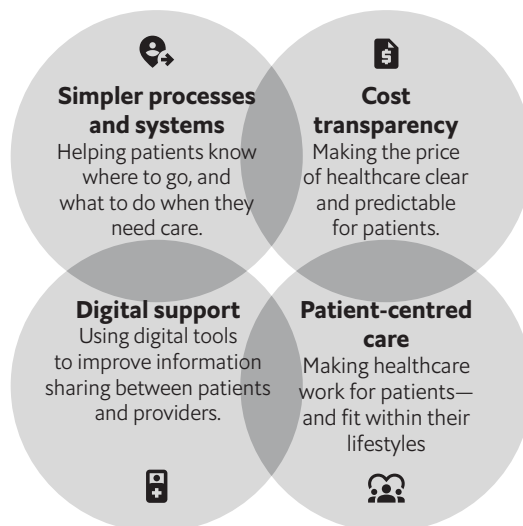 Simpler processes
and systems
Helping patients know
where to go, and
what to do when they
need care.
Cost
transparency
Making the price
of healthcare clear
and predictable
for patients.
Digital support
Using digital tools
to improve information
sharing between patients
and providers.
Patient-centred
care
Making healthcare
work for patients—
and fit within their
lifestyles